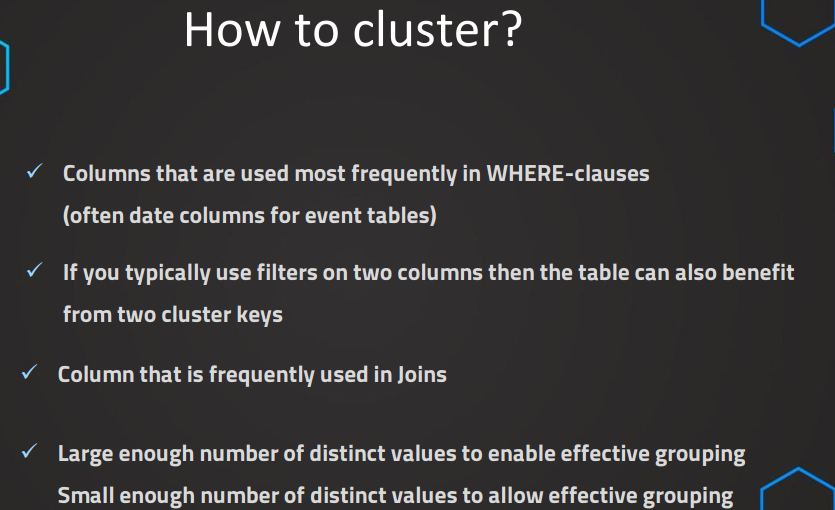 How to cluster?
✓ Columns that are used most frequently in WHERE-clauses
(often date columns for event tables)
✓ If you typically use filters on two columns then the table can also benefit
from two cluster keys
✓ Column that is frequently used in Joins
✓ Large enough number of distinct values to enable effective grouping
Small enough number of distinct values to allow effective grouping